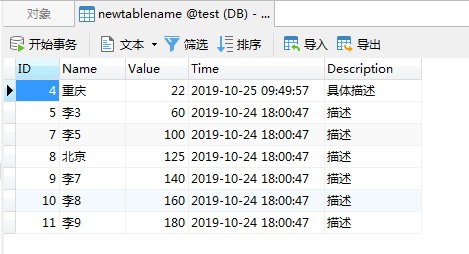 对象 newtablename @test (DB) - ...
开始事务 文本 筛选 排序 导入 导出
ID Name Value Time Description
4 重庆 22 2019-10-25 09:49:57 具体描述
5 李3 60 2019-10-24 18:00:47 描述
7 李5 100 2019-10-24 18:00:47 描述
8 北京 125 2019-10-24 18:00:47 描述
9 李7 140 2019-10-24 18:00:47 描述
10 李8 160 2019-10-24 18:00:47 描述
11 李9 180 2019-10-24 18:00:47 描述